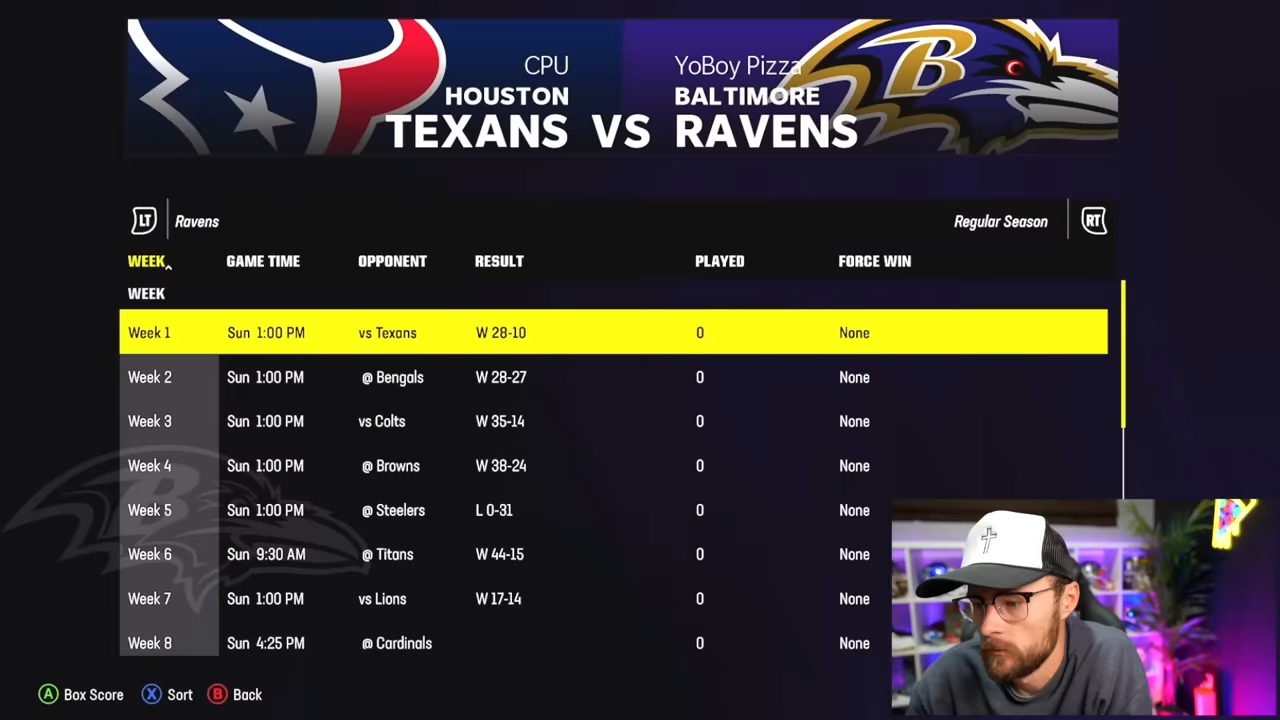 CPU
HOUSTON
TEXANS VS RAVENS
YoBoy Pizza
BALTIMORE
B
LT Ravens Regular Season RT
WEEK GAME TIME OPPONENT RESULT PLAYED FORCE WIN
WEEK
Week 1 Sun 1:00 PM vs Texans W 28-10 0 None
Week 2 Sun 1:00 PM @ Bengals W 28-27 0 None
Week 3 Sun 1:00 PM vs Colts W 35-14 0 None
Week 4 Sun 1:00 PM @ Browns W 38-24 0 None
Week 5 Sun 1:00 PM @ Steelers L 0-31 0 None
Week 6 Sun 9:30 AM @ Titans W 44-15 0 None
Week 7 Sun 1:00 PM vs Lions W 17-14 0 None
Week 8 Sun 4:25 PM @ Cardinals 0 None
A Box Score X Sort B Back